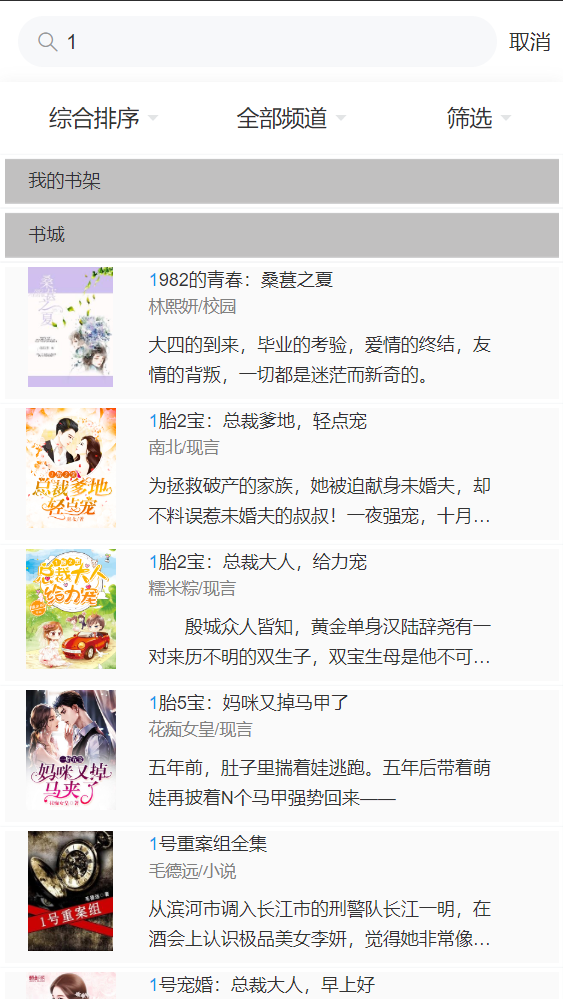 1
取消
综合排序
全部频道
筛选
我的书架
书城
桑葚之夏
1982的青春：桑葚之夏
林熙妍/校园
大四的到来，毕业的考验，爱情的终结，友
情的背叛，一切都是迷茫而新奇的。
总裁爹地
轻点宠
1胎2宝：总裁爹地，轻点宠
南北/现言
为拯救破产的家族，她被迫献身未婚夫，却
不料误惹未婚夫的叔叔！一夜强宠，十月...
总裁大人
给力宠
1胎2宝：总裁大人，给力宠
糯米粽/现言
殷城众人皆知，黄金单身汉陆辞尧有一
对来历不明的双生子，双宝生母是他不可...
妈咪又掉
马夹了
1胎5宝：妈咪又掉马甲了
花痴女皇/现言
五年前，肚子里揣着娃逃跑。五年后带着萌
娃再披着N个马甲强势回来——
1号重案组
1号重案组全集
毛德远/小说
从滨河市调入长江市的刑警队长江一明，在
酒会上认识极品美女李妍，觉得她非常像...
1号宠婚：总裁大人，早上好